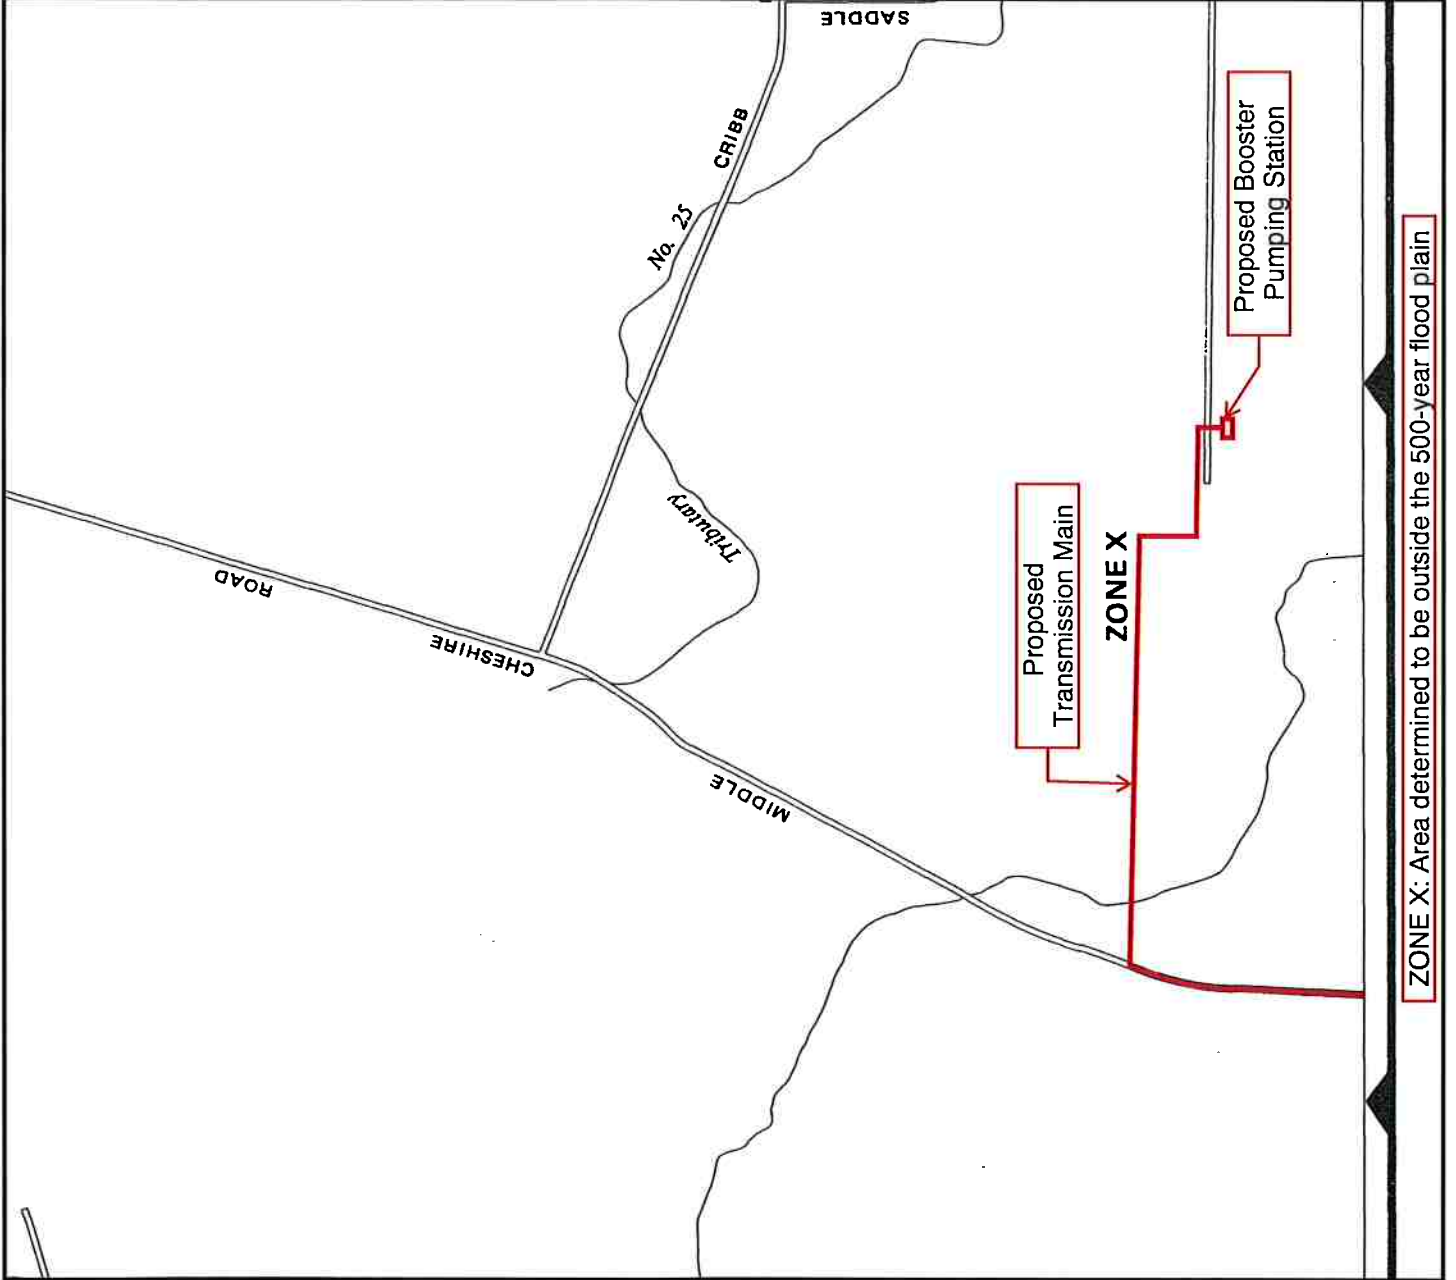 SADDLE
CRIBB
No. 25
Tributary
ROAD
CHESHIRE
MIDDLE
Proposed Booster
Pumping Station
Proposed
Transmission Main
ZONE X
ZONE X: Area determined to be outside the 500-year flood plain